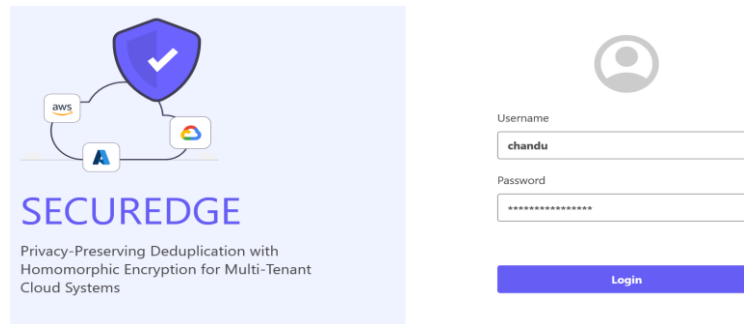 aws
SECUREDGE
Privacy-Preserving Deduplication with
Homomorphic Encryption for Multi-Tenant
Cloud Systems
Username
chandu
Password
****************
Login